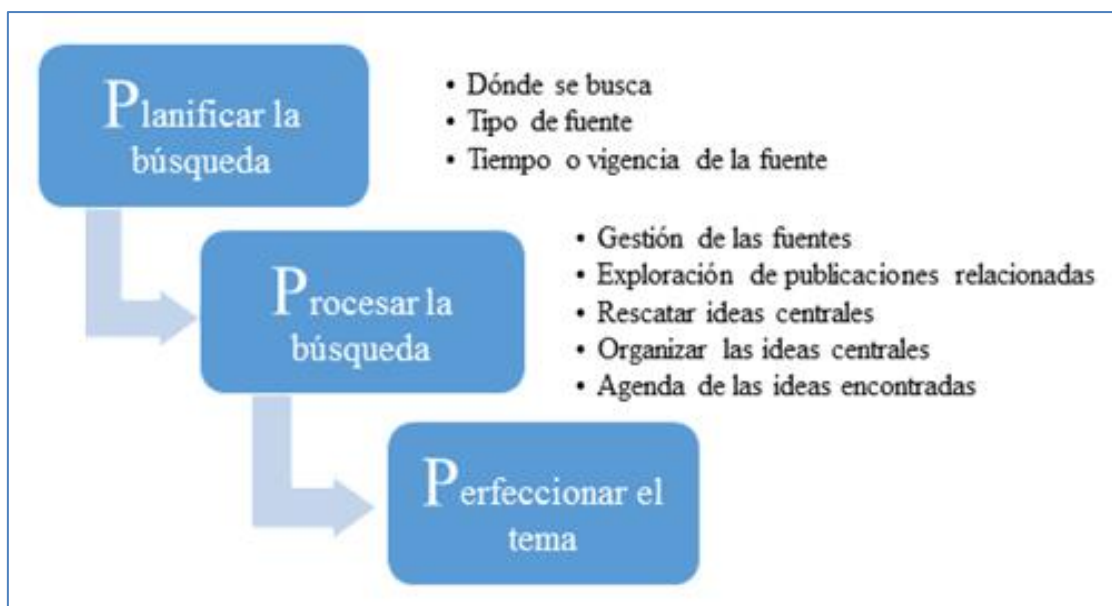 Planificar la
búsqueda
• Dónde se busca
• Tipo de fuente
• Tiempo o vigencia de la fuente
Procesar la
búsqueda
• Gestión de las fuentes
• Exploración de publicaciones relacionadas
• Rescatar ideas centrales
• Organizar las ideas centrales
• Agenda de las ideas encontradas
Perfeccionar el
tema